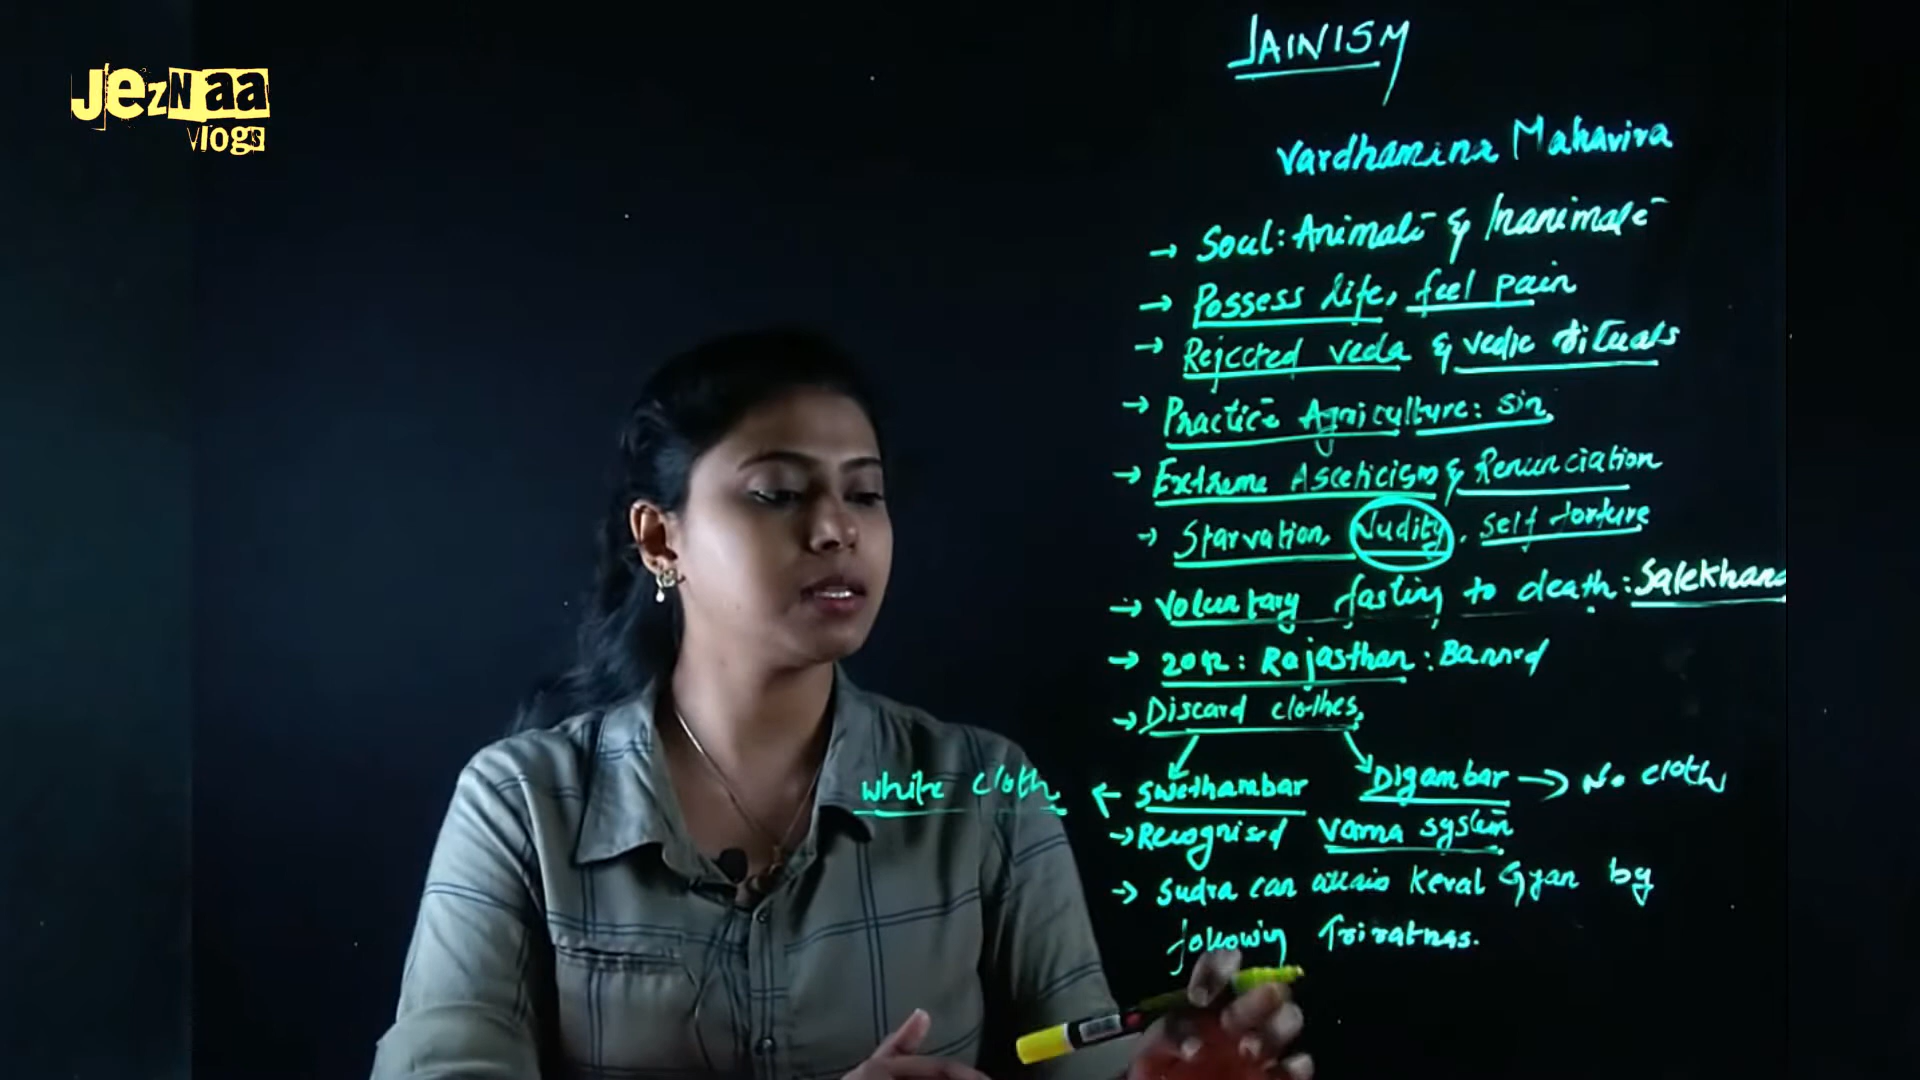 JEZNAA
vlogs
JAINISM
Vardhamana Mahavira
→ Soul: Animate & Inanimate
→ Possess life, feel pain
→ Rejected veda & vedic rituals
→ Practice Agriculture: sin
→ Extreme Asceticism & Renunciation
→ Starvation, Nudity, Self torture
→ Voluntary fasting to death: Salekhana
→ Rajasthan: Banned
→ Discard clothes,
white cloth ← Swethambar Digambar → No cloth
→ Recognised varna system
→ Sudra can attain Keval Gyan by
following Triratnas.